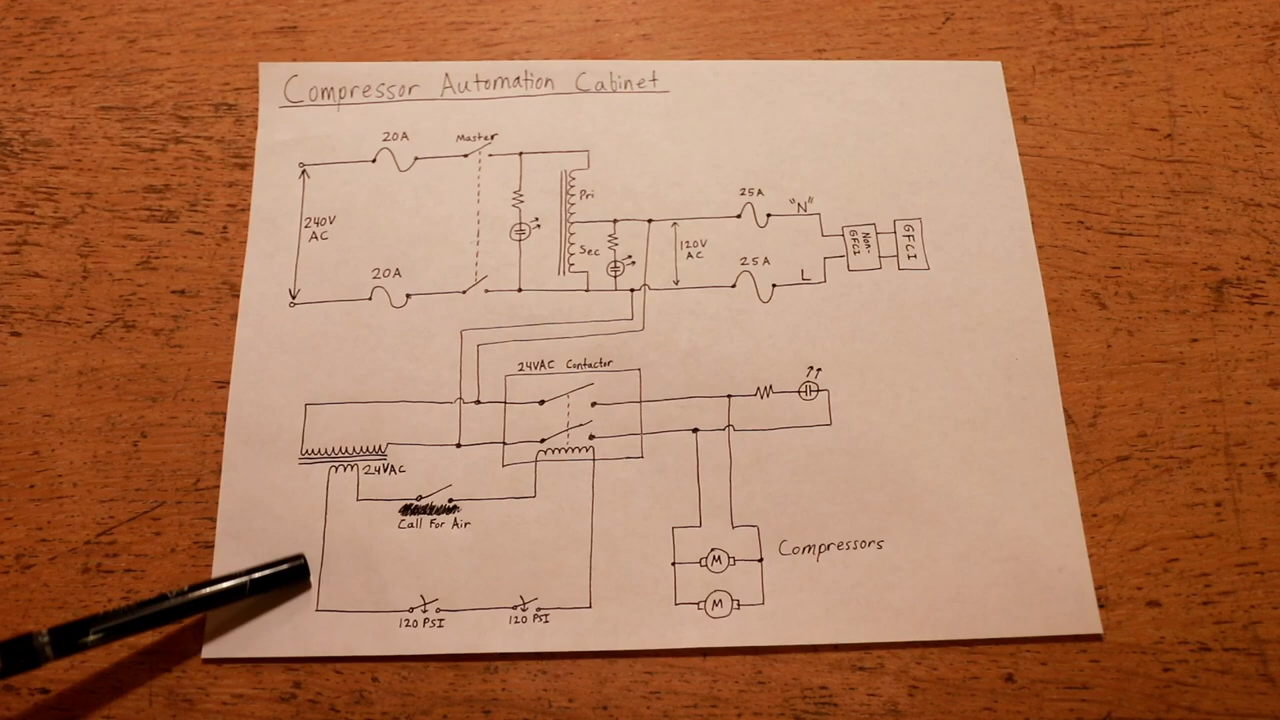 Compressor Automation Cabinet
20A
Master
240V
AC
Pri
Sec
20A
120V
AC
25A
"N"
25A
L
Non-
GFCI
GFCI
24VAC Contactor
24VAC
Call For Air
120 PSI
120 PSI
M
M
Compressors